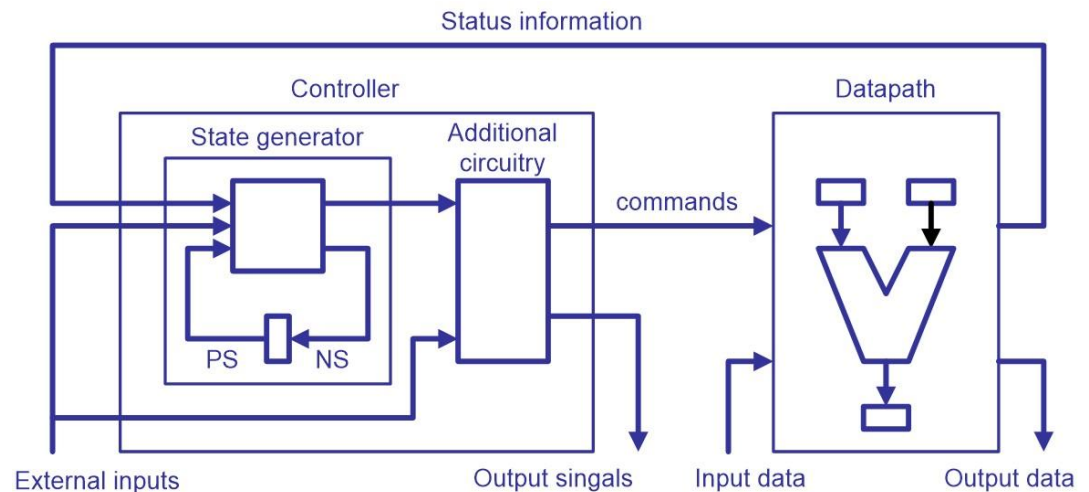 Status information
Controller
Datapath
State generator
Additional
circuitry
commands
PS
NS
External inputs
Output singals
Input data
Output data